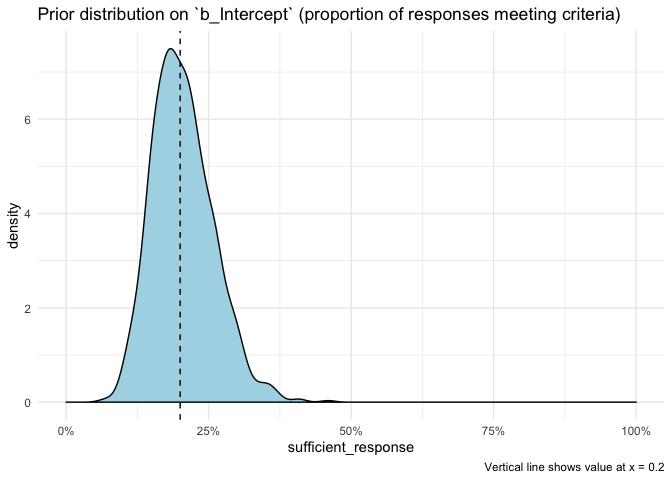 Prior distribution on `b_Intercept` (proportion of responses meeting criteria)
6
4
2
0
density
0%
25%
50%
75%
100%
sufficient_response
Vertical line shows value at x = 0.2